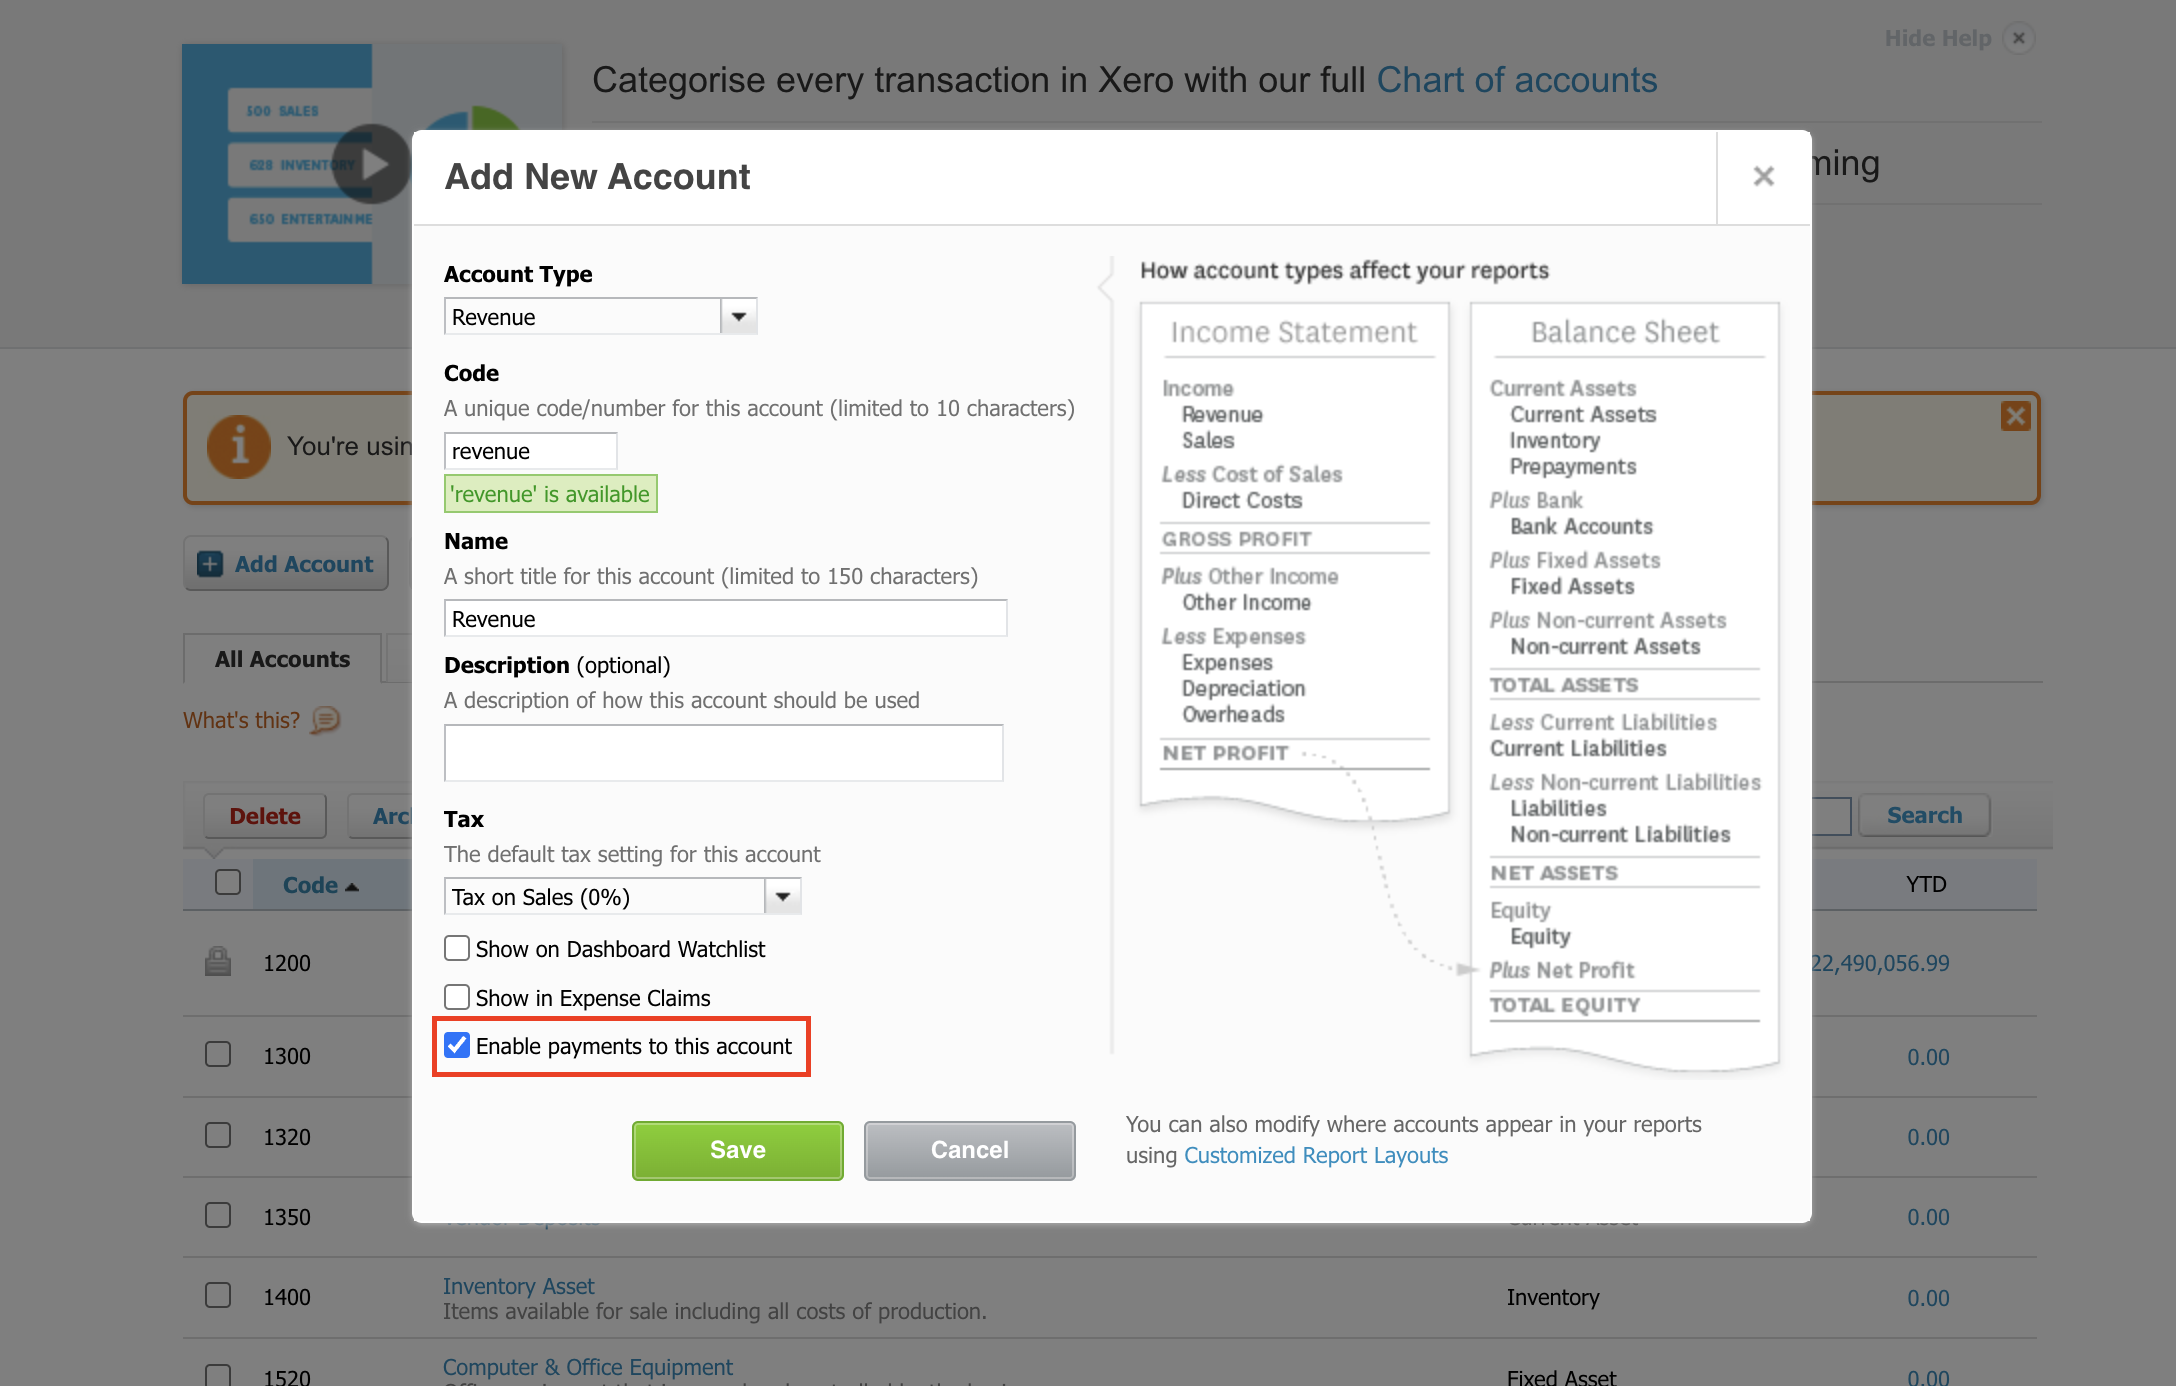 Hide Help
500 SALES
628 INVENTORY
650 ENTERTAINME
Categorise every transaction in Xero with our full Chart of accounts
ming
You're usin
Add Account
All Accounts
What's this?
Delete
Arc
Search
Code
YTD
1200
22,490,056.99
1300
0.00
1320
0.00
1350
0.00
1400
Inventory Asset
Items available for sale including all costs of production.
Inventory
0.00
1520
Computer & Office Equipment
Fixed Asset
0.00
Add New Account
Account Type
Revenue
Code
A unique code/number for this account (limited to 10 characters)
revenue
'revenue' is available
Name
A short title for this account (limited to 150 characters)
Revenue
Description (optional)
A description of how this account should be used
Tax
The default tax setting for this account
Tax on Sales (0%)
Show on Dashboard Watchlist
Show in Expense Claims
Enable payments to this account
Save
Cancel
How account types affect your reports
Income Statement
Income
Revenue
Sales
Less Cost of Sales
Direct Costs
GROSS PROFIT
Plus Other Income
Other Income
Less Expenses
Expenses
Depreciation
Overheads
NET PROFIT
Balance Sheet
Current Assets
Current Assets
Inventory
Prepayments
Plus Bank
Bank Accounts
Plus Fixed Assets
Fixed Assets
Plus Non-current Assets
Non-current Assets
TOTAL ASSETS
Less Current Liabilities
Current Liabilities
Less Non-current Liabilities
Liabilities
Non-current Liabilities
NET ASSETS
Equity
Equity
Plus Net Profit
TOTAL EQUITY
You can also modify where accounts appear in your reports
using Customized Report Layouts